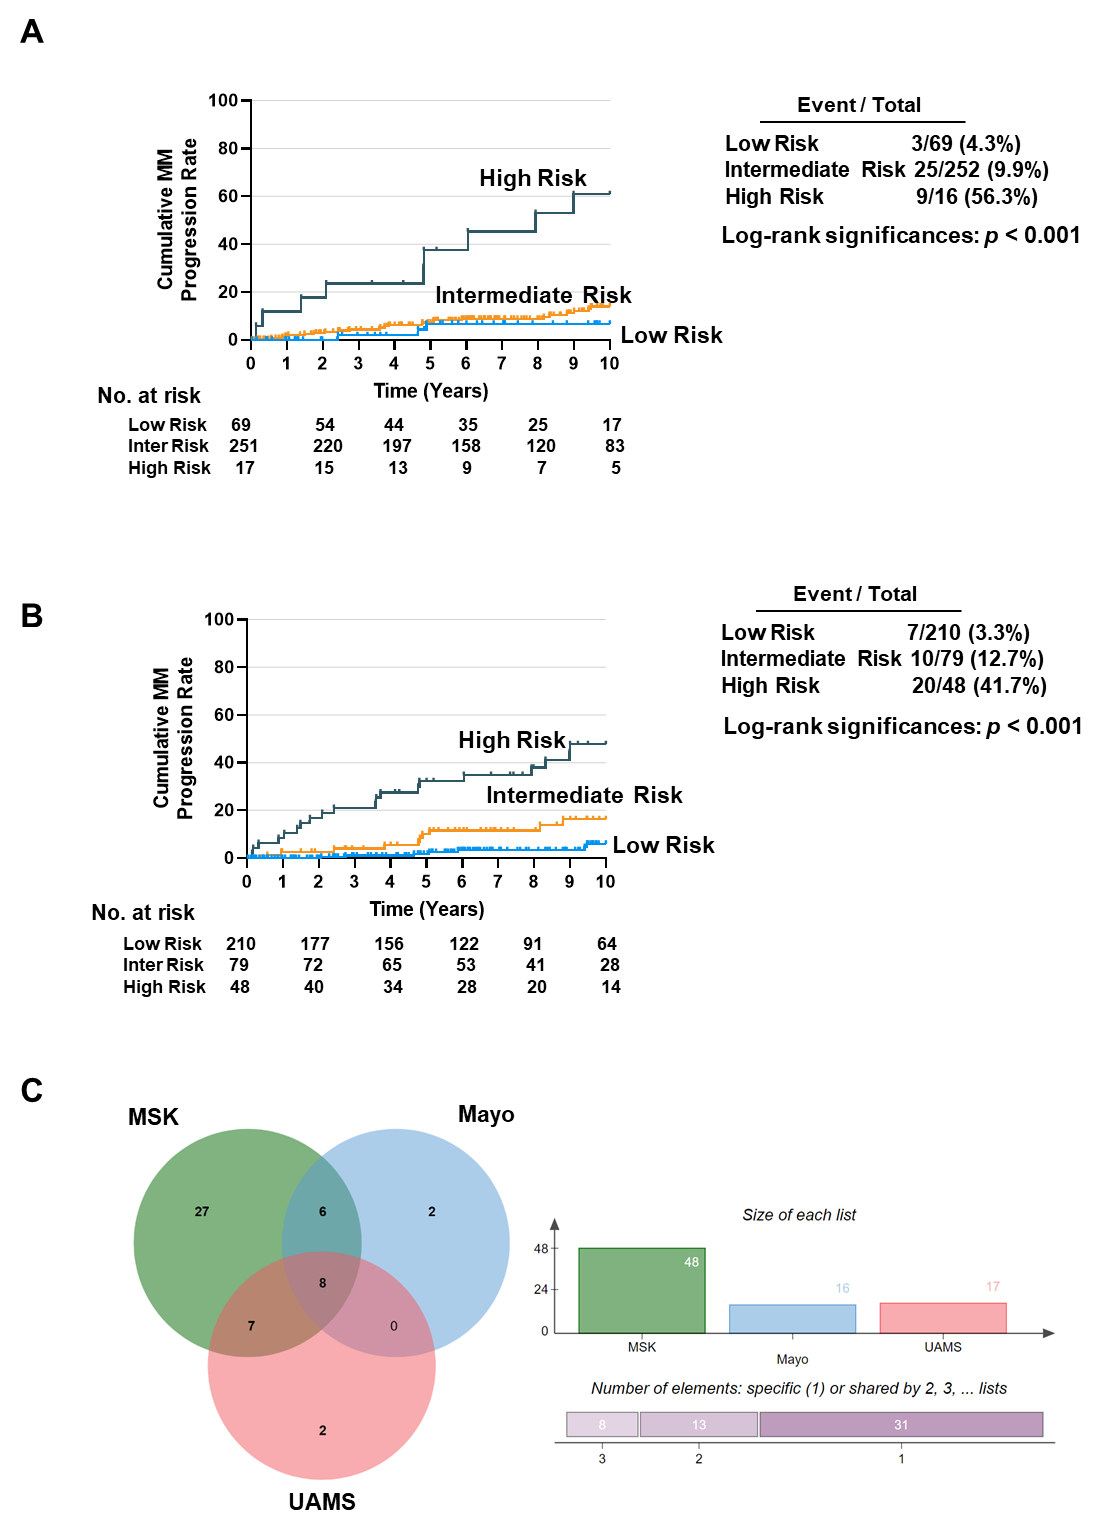 A
Event / Total
Low Risk 3/69 (4.3%)
Intermediate Risk 25/252 (9.9%)
High Risk 9/16 (56.3%)
Log-rank significances: p < 0.001
Cumulative MM
Progression Rate
100
80
60
40
20
0
High Risk
Intermediate Risk
Low Risk
0 1 2 3 4 5 6 7 8 9 10
Time (Years)
No. at risk
Low Risk 69 54 44 35 25 17
Inter Risk 251 220 197 158 120 83
High Risk 17 15 13 9 7 5
B
Event / Total
Low Risk 7/210 (3.3%)
Intermediate Risk 10/79 (12.7%)
High Risk 20/48 (41.7%)
Log-rank significances: p < 0.001
Cumulative MM
Progression Rate
100
80
60
40
20
0
High Risk
Intermediate Risk
Low Risk
0 1 2 3 4 5 6 7 8 9 10
Time (Years)
No. at risk
Low Risk 210 177 156 122 91 64
Inter Risk 79 72 65 53 41 28
High Risk 48 40 34 28 20 14
C
MSK
Mayo
27 6 2
8
7 0
2
UAMS
Size of each list
48
24
0
48
16
17
MSK
Mayo
UAMS
Number of elements: specific (1) or shared by 2, 3, ... lists
8 13 31
3 2 1